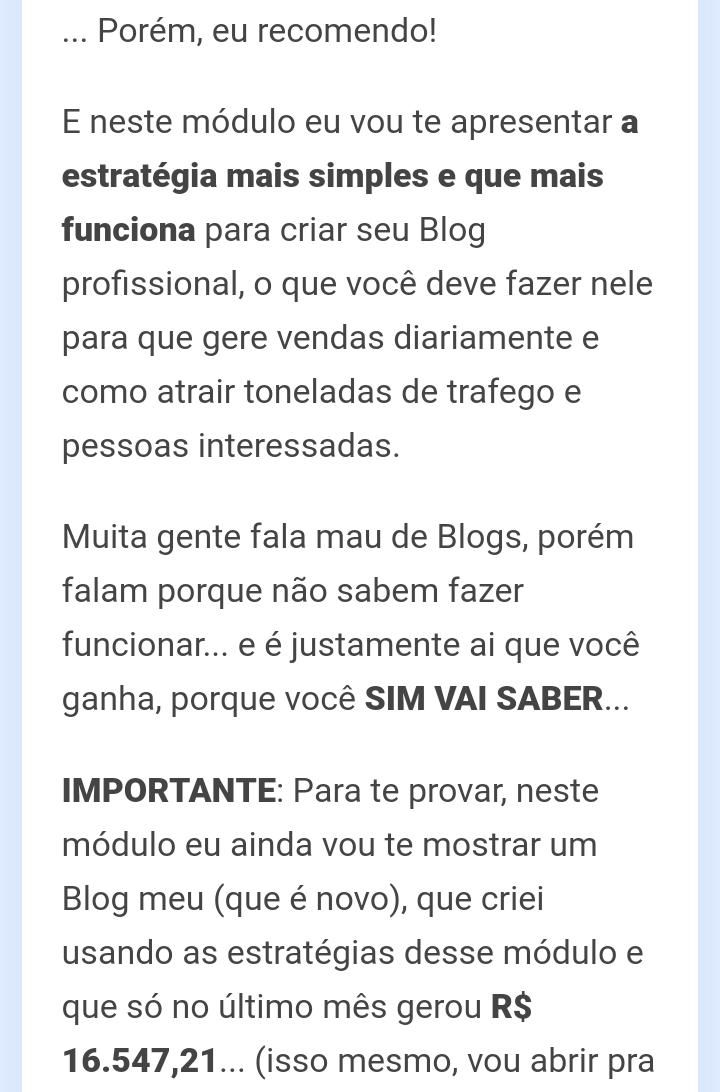 ... Porém, eu recomendo!
E neste módulo eu vou te apresentar a
estratégia mais simples e que mais
funciona para criar seu Blog
profissional, o que você deve fazer nele
para que gere vendas diariamente e
como atrair toneladas de trafego e
pessoas interessadas.
Muita gente fala mau de Blogs, porém
falam porque não sabem fazer
funcionar... e é justamente ai que você
ganha, porque você SIM VAI SABER...
IMPORTANTE: Para te provar, neste
módulo eu ainda vou te mostrar um
Blog meu (que é novo), que criei
usando as estratégias desse módulo e
que só no último mês gerou R$
16.547,21... (isso mesmo, vou abrir pra